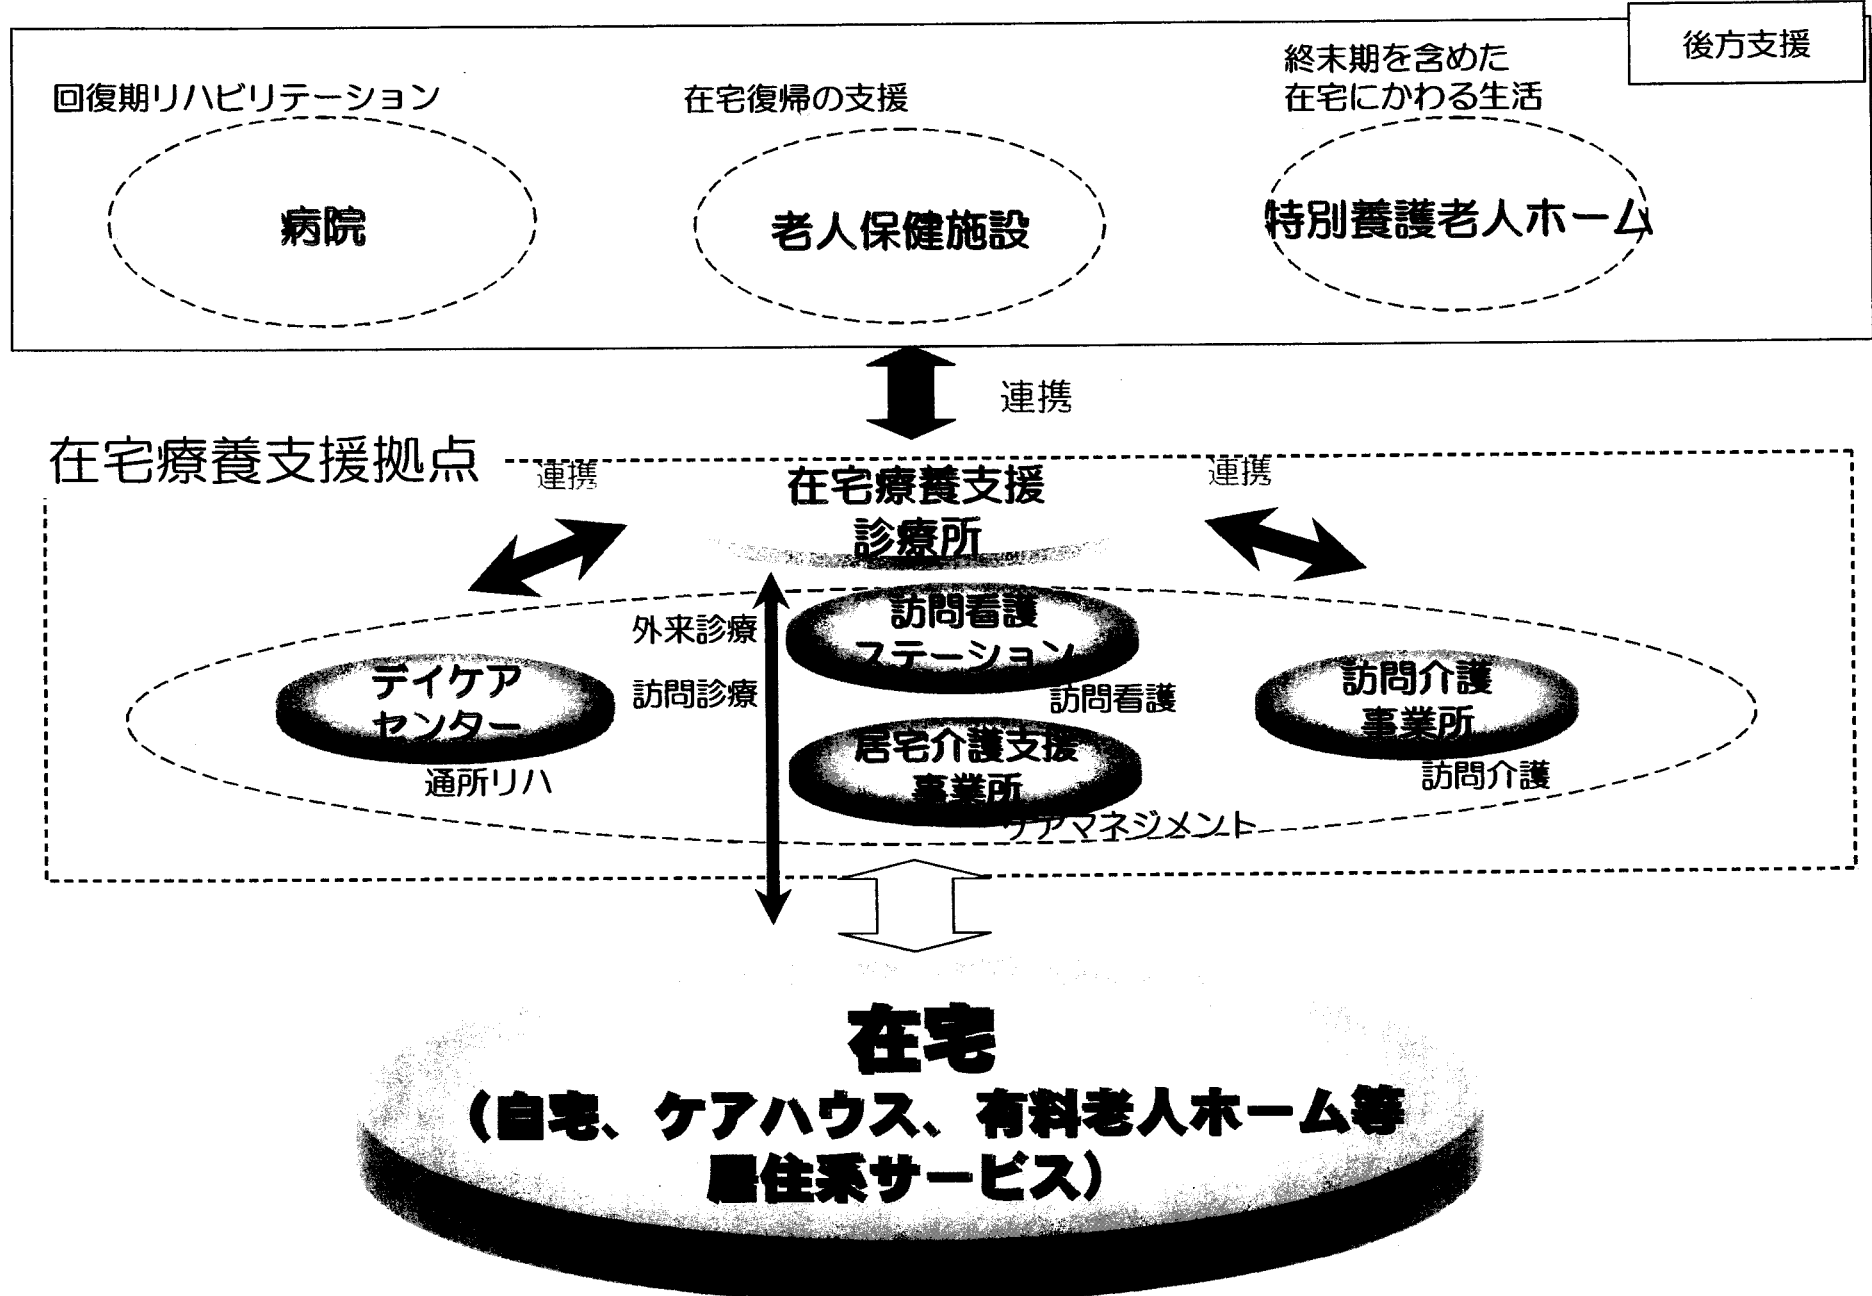 後方支援
回復期リハビリテーション
在宅復帰の支援
終末期を含めた
在宅にかわる生活
病院
老人保健施設
特別養護老人ホーム
連携
在宅療養支援拠点
連携
在宅療養支援
診療所
連携
外来診療
訪問診療
訪問看護
ステーション
訪問看護
デイケア
センター
通所リハ
居宅介護支援
事業所
ケアマネジメント
訪問介護
事業所
訪問介護
在宅
（自宅、ケアハウス、有料老人ホーム等
居住系サービス）